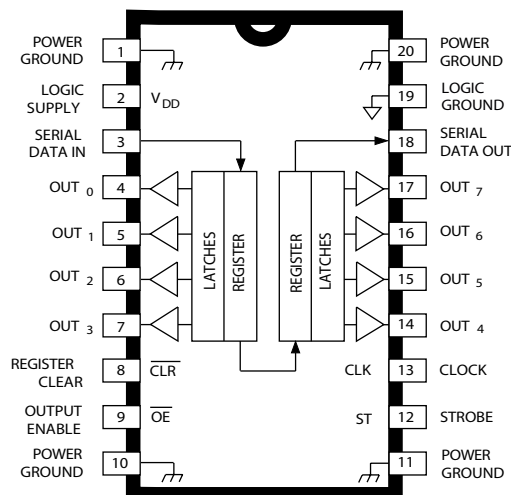 POWER
GROUND
1
20
POWER
GROUND
LOGIC
SUPPLY
2
VDD
19
LOGIC
GROUND
SERIAL
DATA IN
3
18
SERIAL
DATA OUT
OUT 0
4
17
OUT 7
OUT 1
5
16
OUT 6
OUT 2
6
15
OUT 5
OUT 3
7
14
OUT 4
LATCHES
REGISTER
REGISTER
LATCHES
REGISTER
CLEAR
8
CLR
CLK
13
CLOCK
OUTPUT
ENABLE
9
OE
ST
12
STROBE
POWER
GROUND
10
11
POWER
GROUND